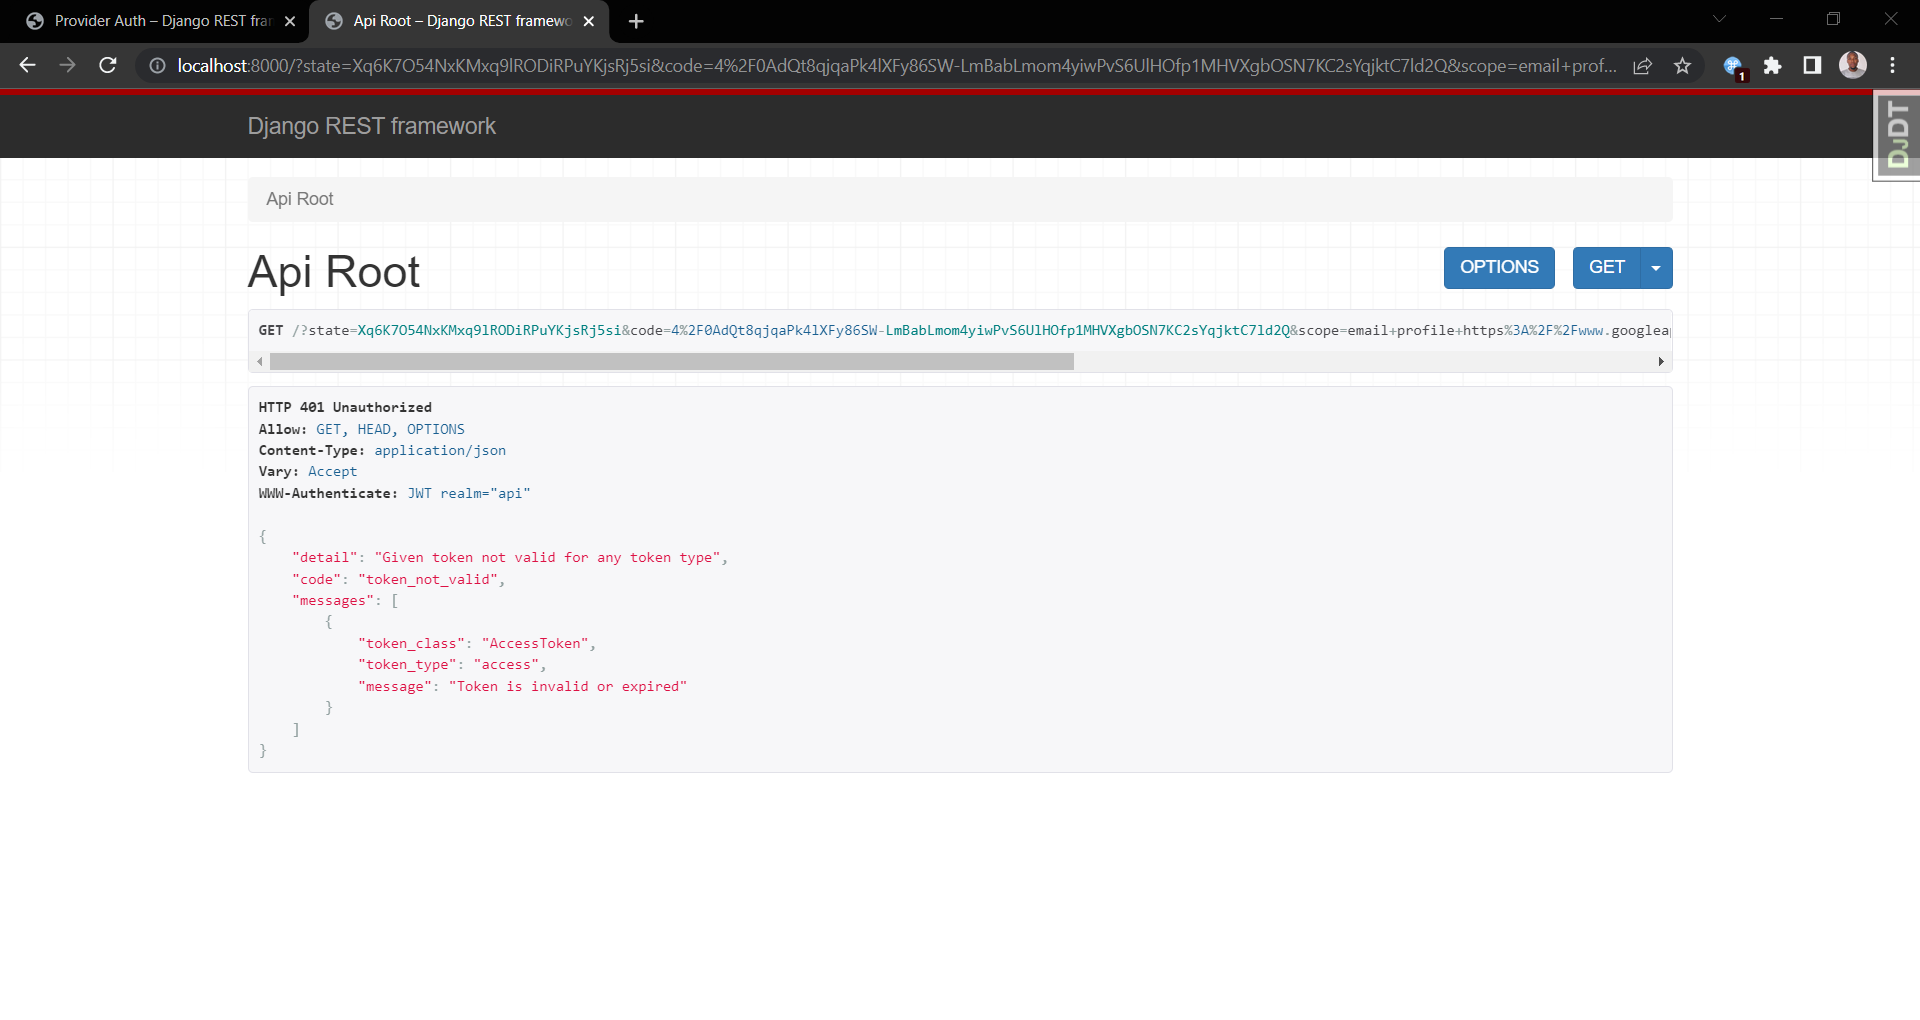 Provider Auth – Django REST fra
Api Root – Django REST framewo
localhost:8000/?state=Xq6K7O54NxKMxq9lRODiRPuYKjsRj5si&code=4%2F0AdQt8qjqaPk4lXFy86SW-LmBabLmom4yiwPvS6UlHOfp1MHVXgbOSN7KC2sYqjktC7ld2Q&scope=email+prof...
1
Django REST framework
DJDT
Api Root
Api Root
OPTIONS
GET
GET /?state=Xq6K7O54NxKMxq9lRODiRPuYKjsRj5si&code=4%2F0AdQt8qjqaPk4lXFy86SW-LmBabLmom4yiwPvS6UlHOfp1MHVXgbOSN7KC2sYqjktC7ld2Q&scope=email+profile+https%3A%2F%2Fwww.googlea
HTTP 401 Unauthorized
Allow: GET, HEAD, OPTIONS
Content-Type: application/json
Vary: Accept
WWW-Authenticate: JWT realm="api"
{
"detail": "Given token not valid for any token type",
"code": "token_not_valid",
"messages": [
{
"token_class": "AccessToken",
"token_type": "access",
"message": "Token is invalid or expired"
}
]
}